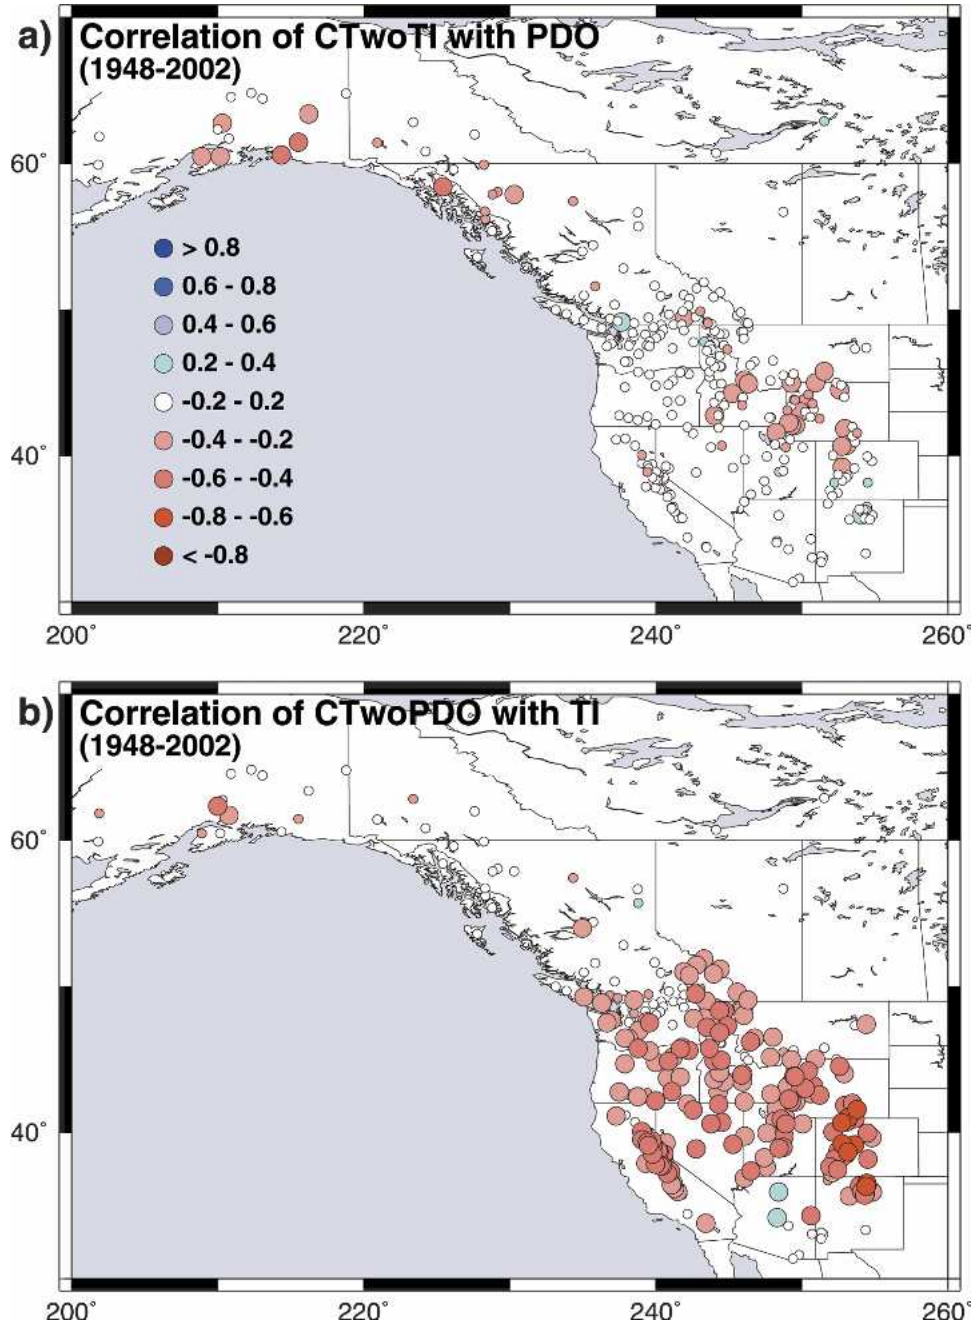 a) Correlation of CTwoTI with PDO
(1948-2002)
60˚
> 0.8
0.6 - 0.8
0.4 - 0.6
0.2 - 0.4
-0.2 - 0.2
-0.4 - -0.2
-0.6 - -0.4
-0.8 - -0.6
< -0.8
40˚
200˚ 220˚ 240˚ 260˚
b) Correlation of CTwoPDO with TI
(1948-2002)
60˚
40˚
200˚ 220˚ 240˚ 260˚